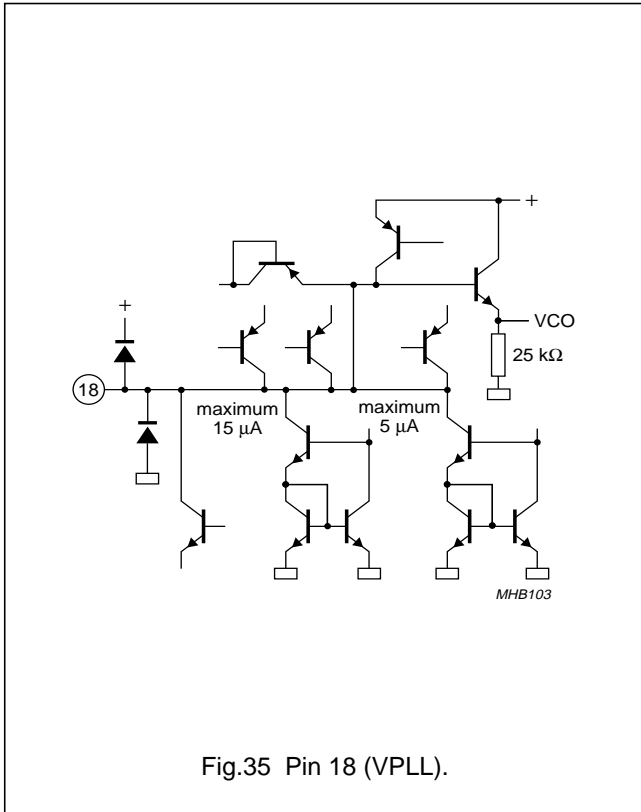 +
VCO
+
25 kΩ
18
maximum
15 µA
maximum
5 µA
MHB103
Fig.35 Pin 18 (VPLL).